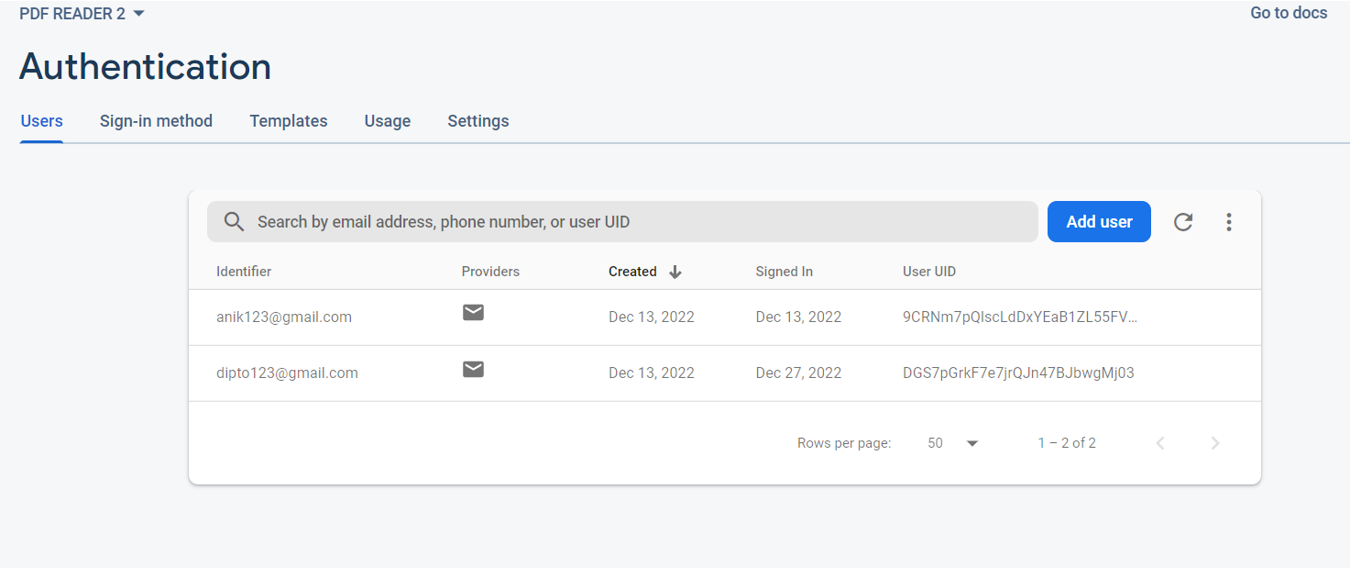 PDF READER 2 Go to docs
Authentication
Users Sign-in method Templates Usage Settings
Search by email address, phone number, or user UID Add user
Identifier Providers Created Signed In User UID
anik123@gmail.com Dec 13, 2022 Dec 13, 2022 9CRNm7pQIscLdDxYEaB1ZL55FV...
dipto123@gmail.com Dec 13, 2022 Dec 27, 2022 DGS7pGrkF7e7jrQJn47BJbwgMj03
Rows per page: 50 1 – 2 of 2